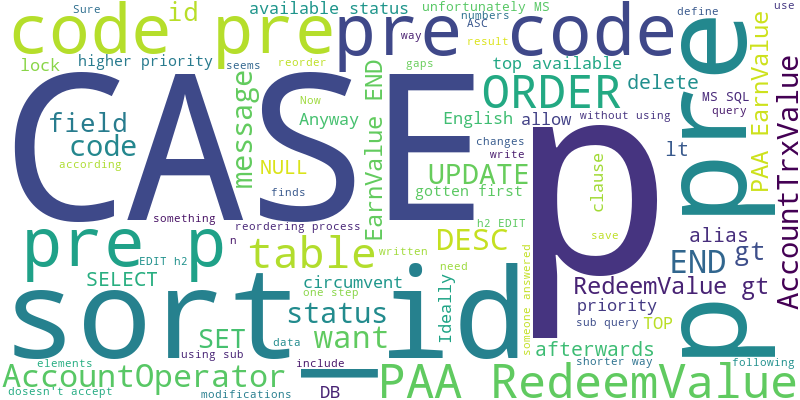 Sure
id
available status
unfortunately MS
numbers
ASC
define
use
code pre
pre code
way
result
lock
higher priority
seems
reorder
gaps
top available
CASE
p
p pre
PAA EarnValue
AccountTrxValue
message
Now
EarnValue END
ORDER
delete
MS SQL
query
field
code
Anyway
English
allow
without using
according
NULL
changes
write
lt
finds
UPDATE
gotten first
clause
something
reordering process
h2 EDIT
save
alias
pre p
n
table
written
DESC
END
gt
EDIT h2
need
SELECT
circumvent
one step
Ideally
someone answered
RedeemValue gt
sort_id
status
priority
SET
want
data
sub query
TOP
using sub
afterwards
elements
include
shorter way
following
AccountOperator
PAA RedeemValue
dosesn't accept
modifications
DB